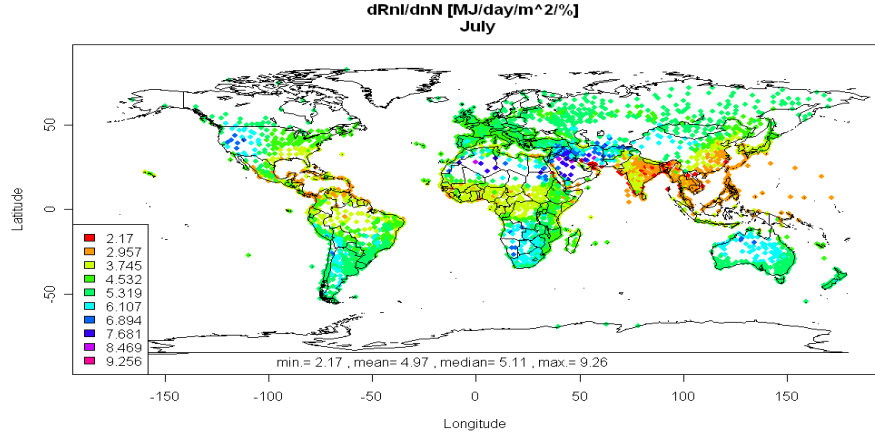 dRnl/dnN [MJ/day/m^2/%]
July
Latitude
50
0
-50
2.17
2.957
3.745
4.532
5.319
6.107
6.894
7.681
8.469
9.256
min.= 2.17 , mean= 4.97 , median= 5.11 , max.= 9.26
-150 -100 -50 0 50 100 150
Longitude